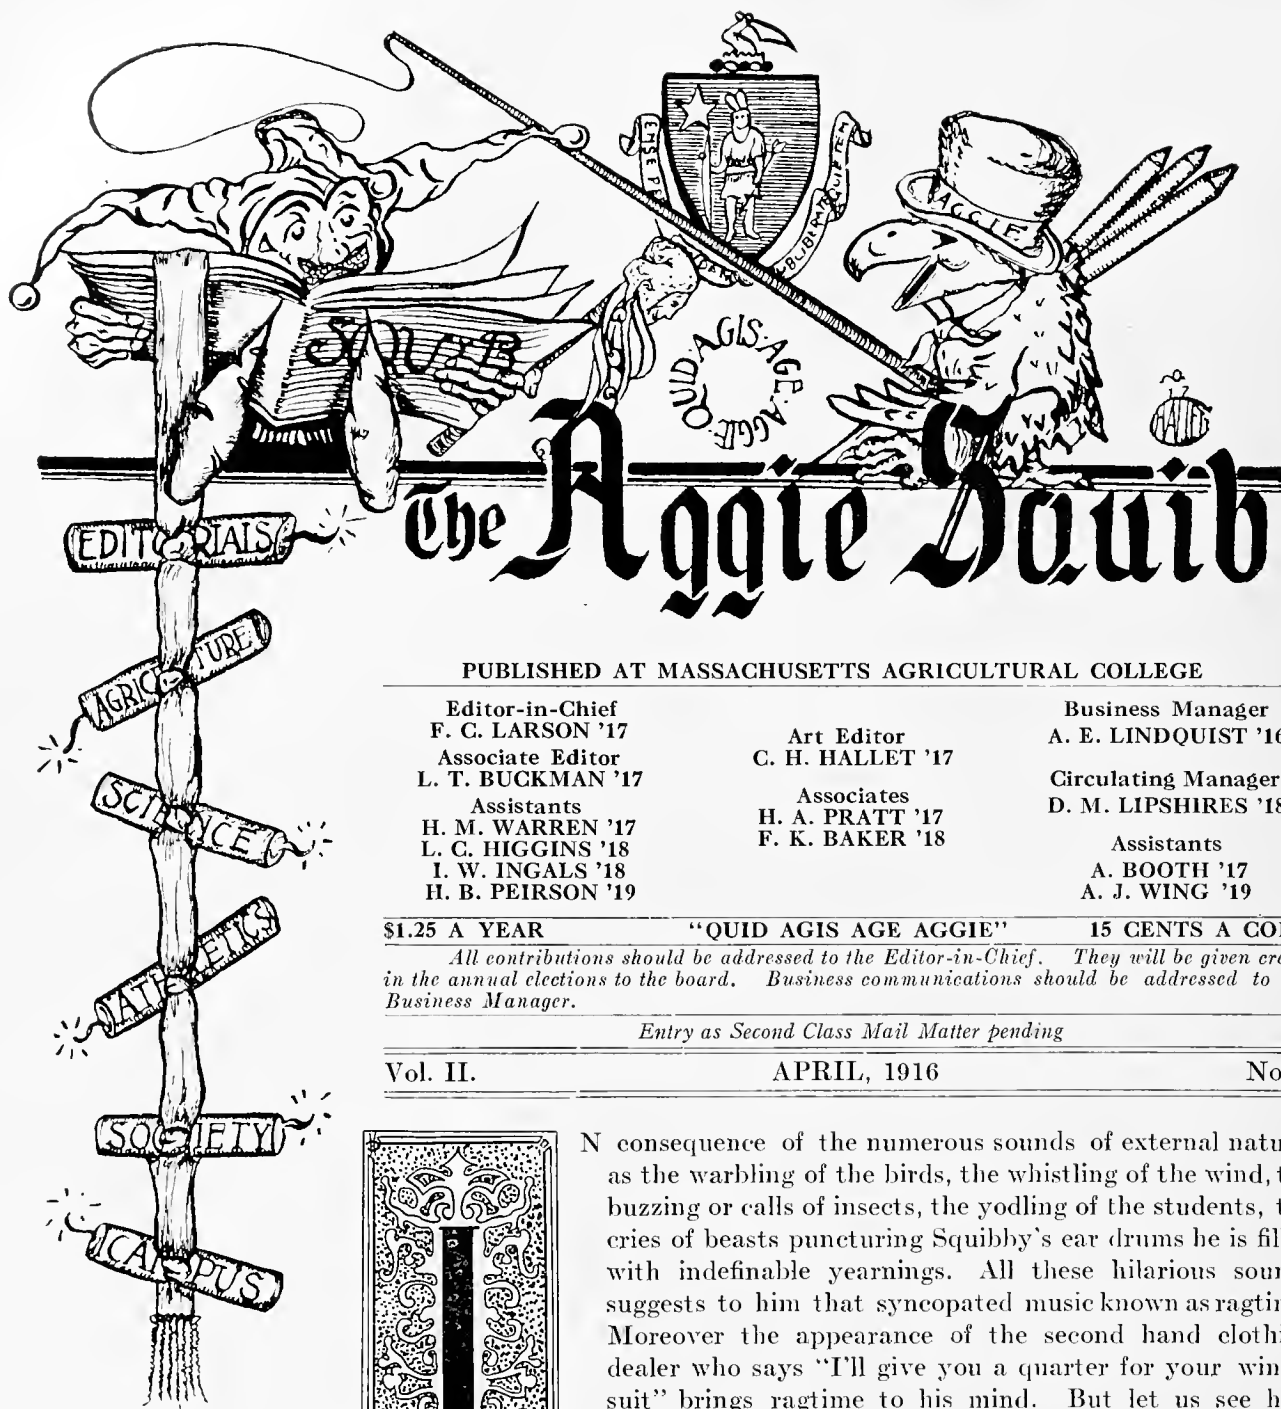 ENSE P
QUIETEM
SUB LIBERTATE
SQUIB
AGGIE
QUID·AGIS·AGE·AGGIE·
17
The Aggie Squib
EDITORIALS
AGRICULTURE
SCIENCE
ATHLETICS
SOCIETY
CAMPUS
PUBLISHED AT MASSACHUSETTS AGRICULTURAL COLLEGE
Editor-in-Chief
F. C. LARSON '17
Associate Editor
L. T. BUCKMAN '17
Assistants
H. M. WARREN '17
L. C. HIGGINS '18
I. W. INGALS '18
H. B. PEIRSON '19
Art Editor
C. H. HALLET '17
Associates
H. A. PRATT '17
F. K. BAKER '18
Business Manager
A. E. LINDQUIST '16
Circulating Manager
D. M. LIPSHIRES '18
Assistants
A. BOOTH '17
A. J. WING '19
$1.25 A YEAR "QUID AGIS AGE AGGIE" 15 CENTS A CO
All contributions should be addressed to the Editor-in-Chief. They will be given cre
in the annual elections to the board. Business communications should be addressed to
Business Manager.
Entry as Second Class Mail Matter pending
Vol. II. APRIL, 1916 No
IN consequence of the numerous sounds of external natu
as the warbling of the birds, the whistling of the wind, t
buzzing or calls of insects, the yodling of the students, t
cries of beasts puncturing Squibby's ear drums he is fil
with indefinable yearnings. All these hilarious soun
suggests to him that syncopated music known as ragti
Moreover the appearance of the second hand clothi
dealer who says "I'll give you a quarter for your win
suit" brings ragtime to his mind. But let us see h